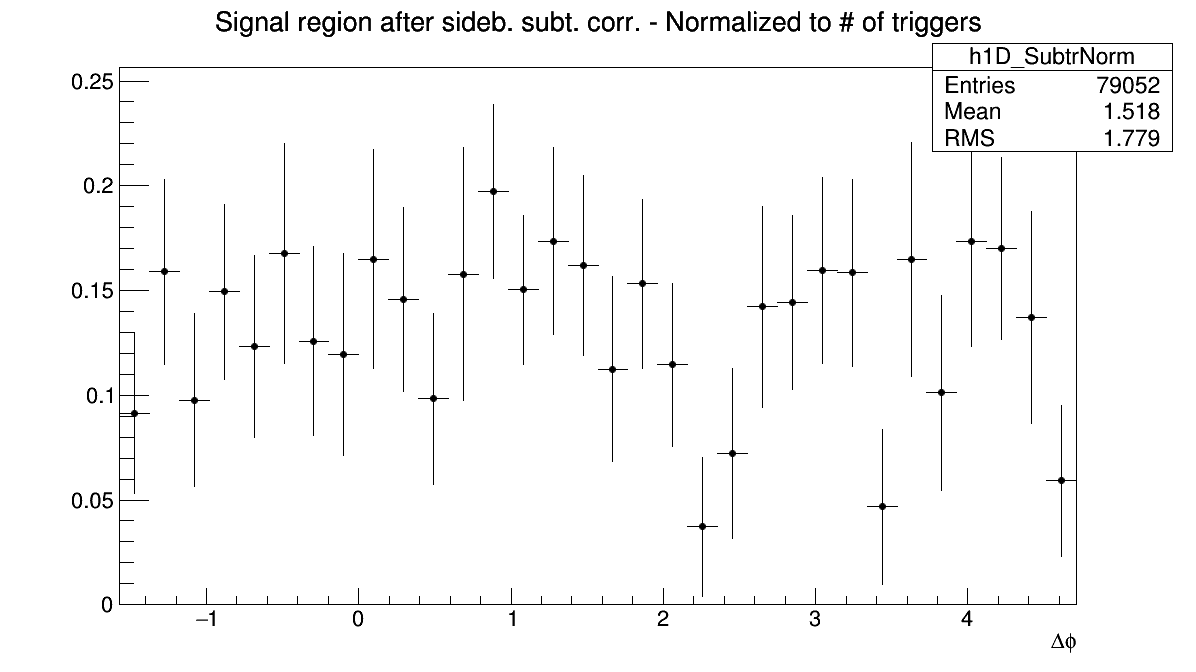 Signal region after sideb. subt. corr. - Normalized to # of triggers
h1D_SubtrNorm
Entries 79052
Mean 1.518
RMS 1.779
0.25
0.2
0.15
0.1
0.05
0
−1 0 1 2 3 4
Δϕ